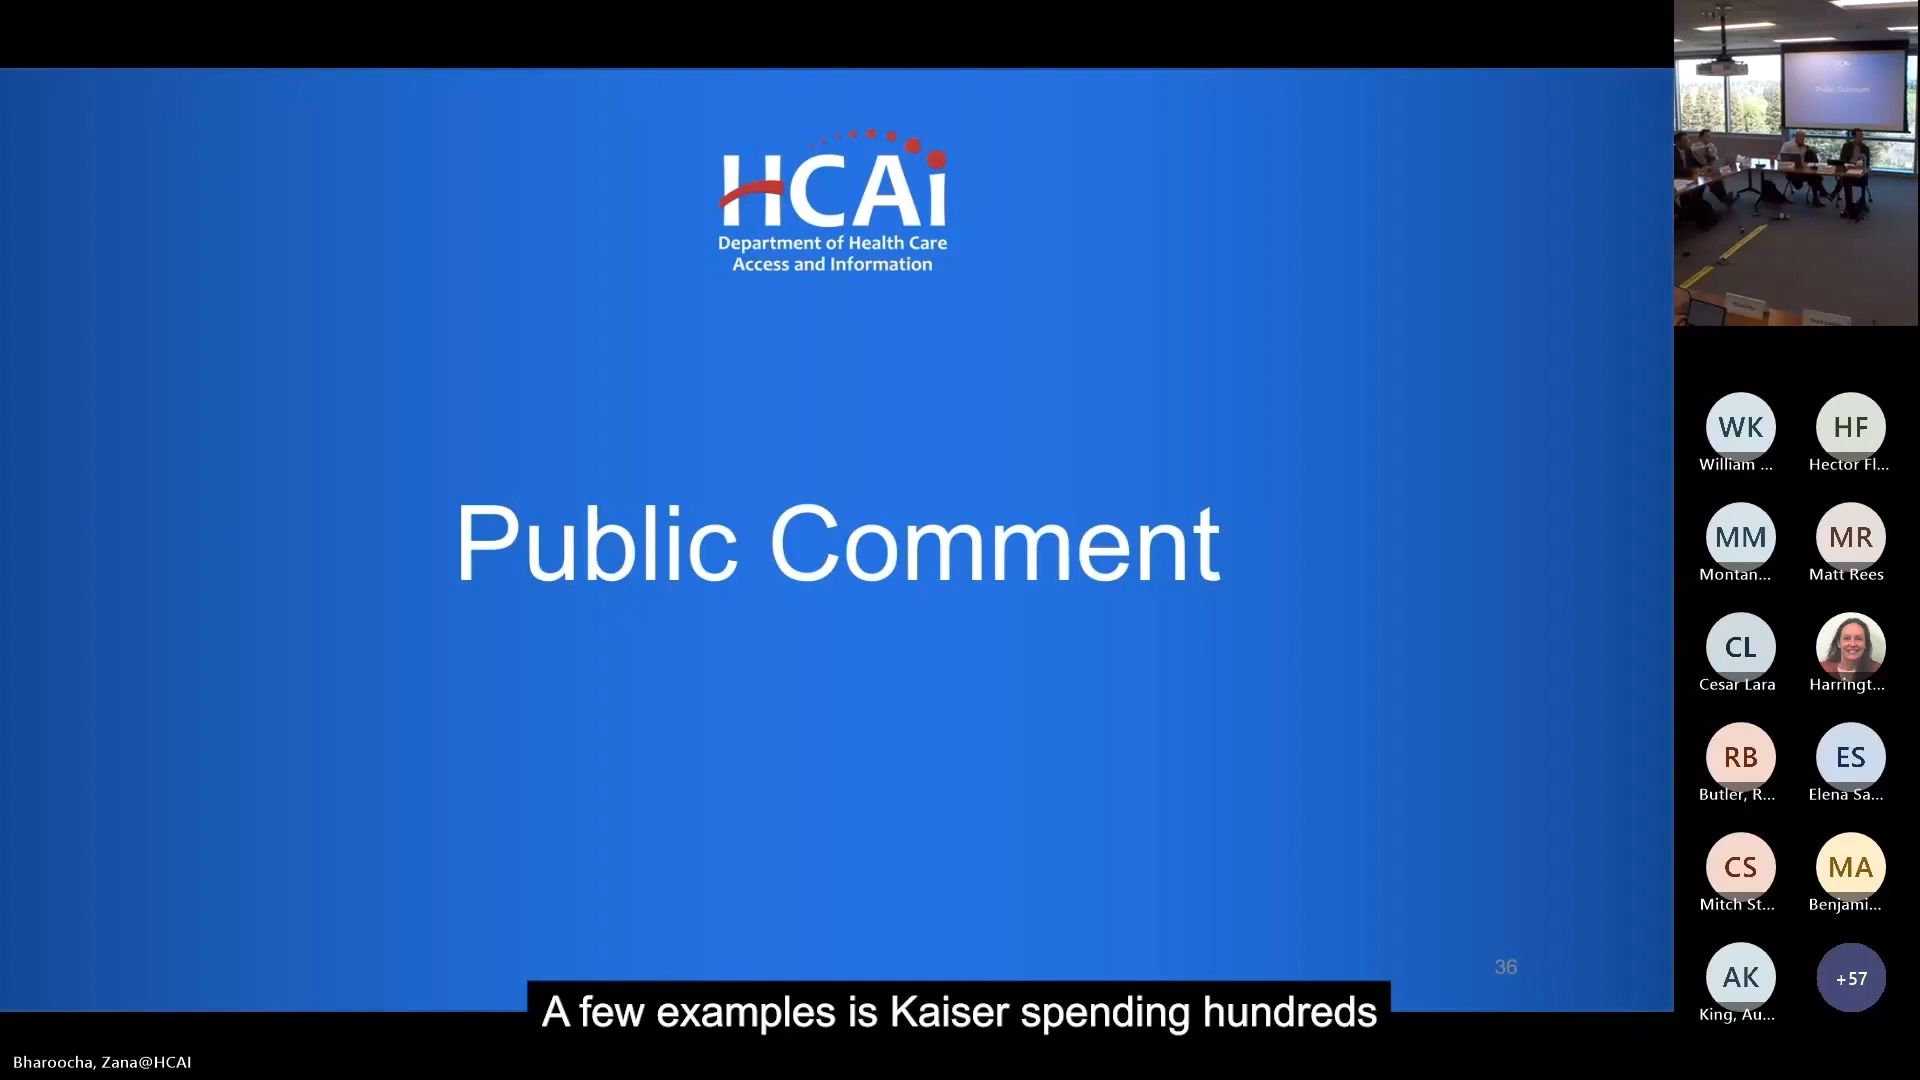 HCAi
Department of Health Care
Access and Information
Public Comment
36
A few examples is Kaiser spending hundreds
Bharoocha, Zana@HCAI
Public Comment
WK
William ...
HF
Hector Fl...
MM
Montan...
MR
Matt Rees
CL
Cesar Lara
Harringt...
RB
Butler, R...
ES
Elena Sa...
CS
Mitch St...
MA
Benjami...
AK
King, Au...
+57